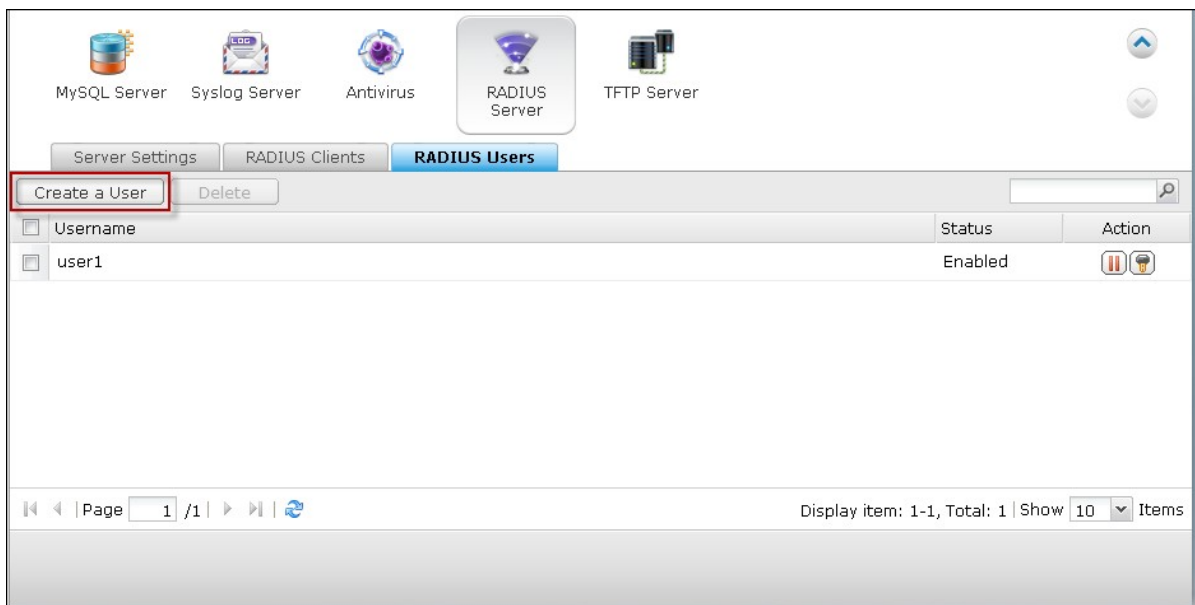 LOG
MySQL Server
Syslog Server
Antivirus
RADIUS
Server
TFTP Server
Server Settings
RADIUS Clients
RADIUS Users
Create a User
Delete
Username
Status
Action
user1
Enabled
Page 1 /1
Display item: 1-1, Total: 1 | Show 10 Items